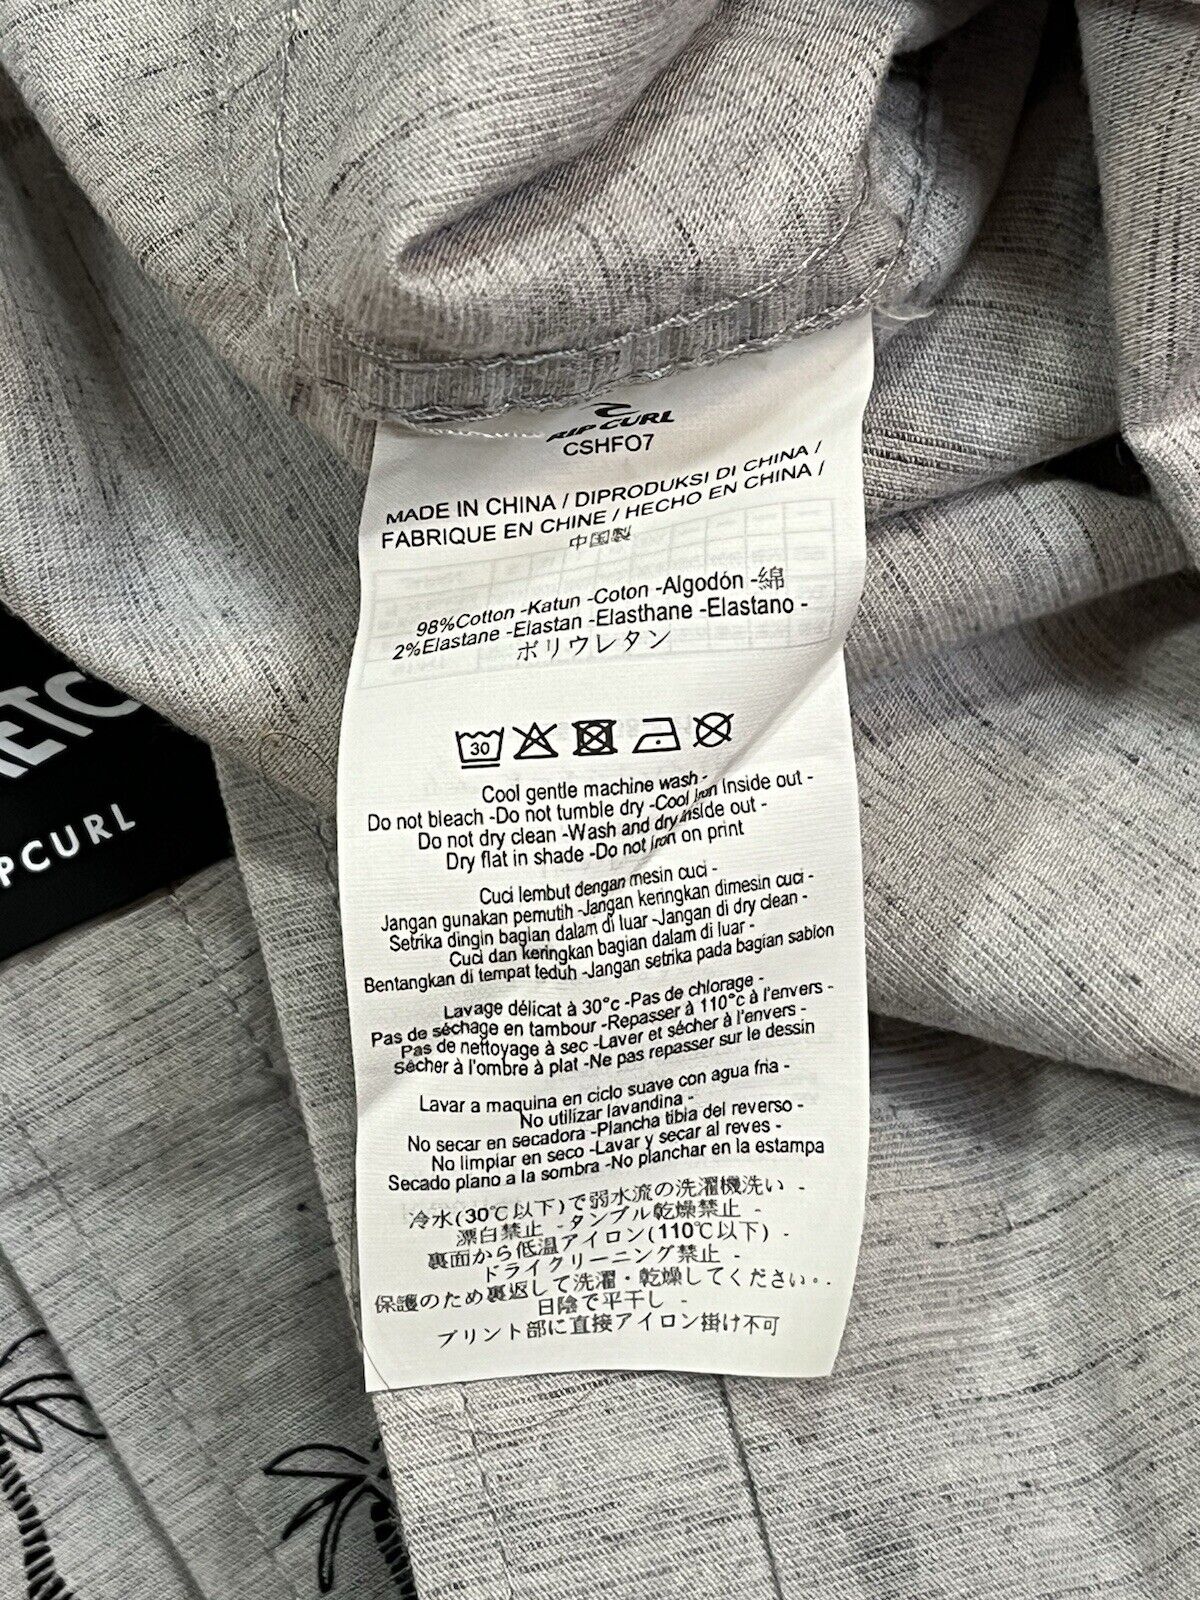 RIP CURL
CSHFO7
MADE IN CHINA / DIPRODUKSI DI CHINA /
FABRIQUE EN CHINE / HECHO EN CHINA /
中国製
98%Cotton -Katun -Coton -Algodón -綿
2%Elastane -Elastan -Elasthane -Elastano -
ポリウレタン
30
Cool gentle machine wash -
Do not bleach -Do not tumble dry -Cool Iron Inside out -
Do not dry clean -Wash and dry inside out -
Dry flat in shade -Do not Iron on print
Cuci lembut dengan mesin cuci -
Jangan gunakan pemutih -Jangan keringkan dimesin cuci -
Setrika dingin bagian dalam di luar -Jangan di dry clean -
Cuci dan keringkan bagian dalam di luar -
Bentangkan di tempat teduh -Jangan setrika pada bagian sablon
Lavage délicat à 30°c -Pas de chlorage -
Pas de séchage en tambour -Repasser à 110°c à l'envers -
Pas de nettoyage à sec -Laver et sécher à l'envers -
Sécher à l'ombre à plat -Ne pas repasser sur le dessin
Lavar a maquina en ciclo suave con agua fria -
No utilizar lavandina -
No secar en secadora -Plancha tibia del reverso -
No limpiar en seco -Lavar y secar al reves -
Secado plano a la sombra -No planchar en la estampa
冷水(30℃以下)で弱水流の洗濯機洗い -
漂白禁止 -タンブル乾燥禁止 -
裏面から低温アイロン(110℃以下) -
ドライクリーニング禁止 -
保護のため裏返して洗濯・乾燥してください。.
日陰で平干し -
プリント部に直接アイロン掛け不可
RETC
PCURL